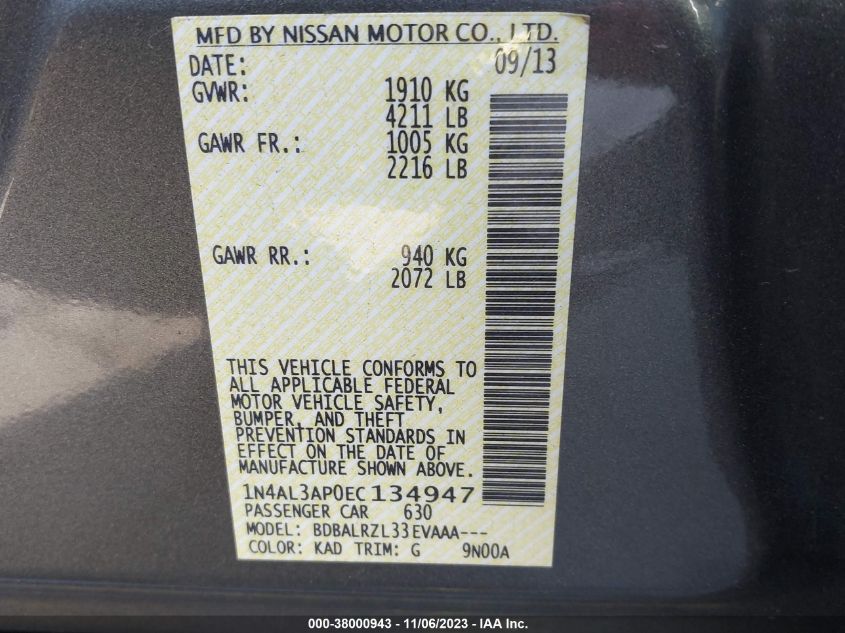 MFD BY NISSAN MOTOR CO., LTD.
DATE: 09/13
GVWR: 1910 KG
4211 LB
GAWR FR.: 1005 KG
2216 LB
GAWR RR.: 940 KG
2072 LB
THIS VEHICLE CONFORMS TO
ALL APPLICABLE FEDERAL
MOTOR VEHICLE SAFETY,
BUMPER, AND THEFT
PREVENTION STANDARDS IN
EFFECT ON THE DATE OF
MANUFACTURE SHOWN ABOVE.
1N4AL3AP0EC134947
PASSENGER CAR 630
MODEL: BDBALRZL33EVAAA---
COLOR: KAD TRIM: G 9N00A
000-38000943 - 11/06/2023 - IAA Inc.